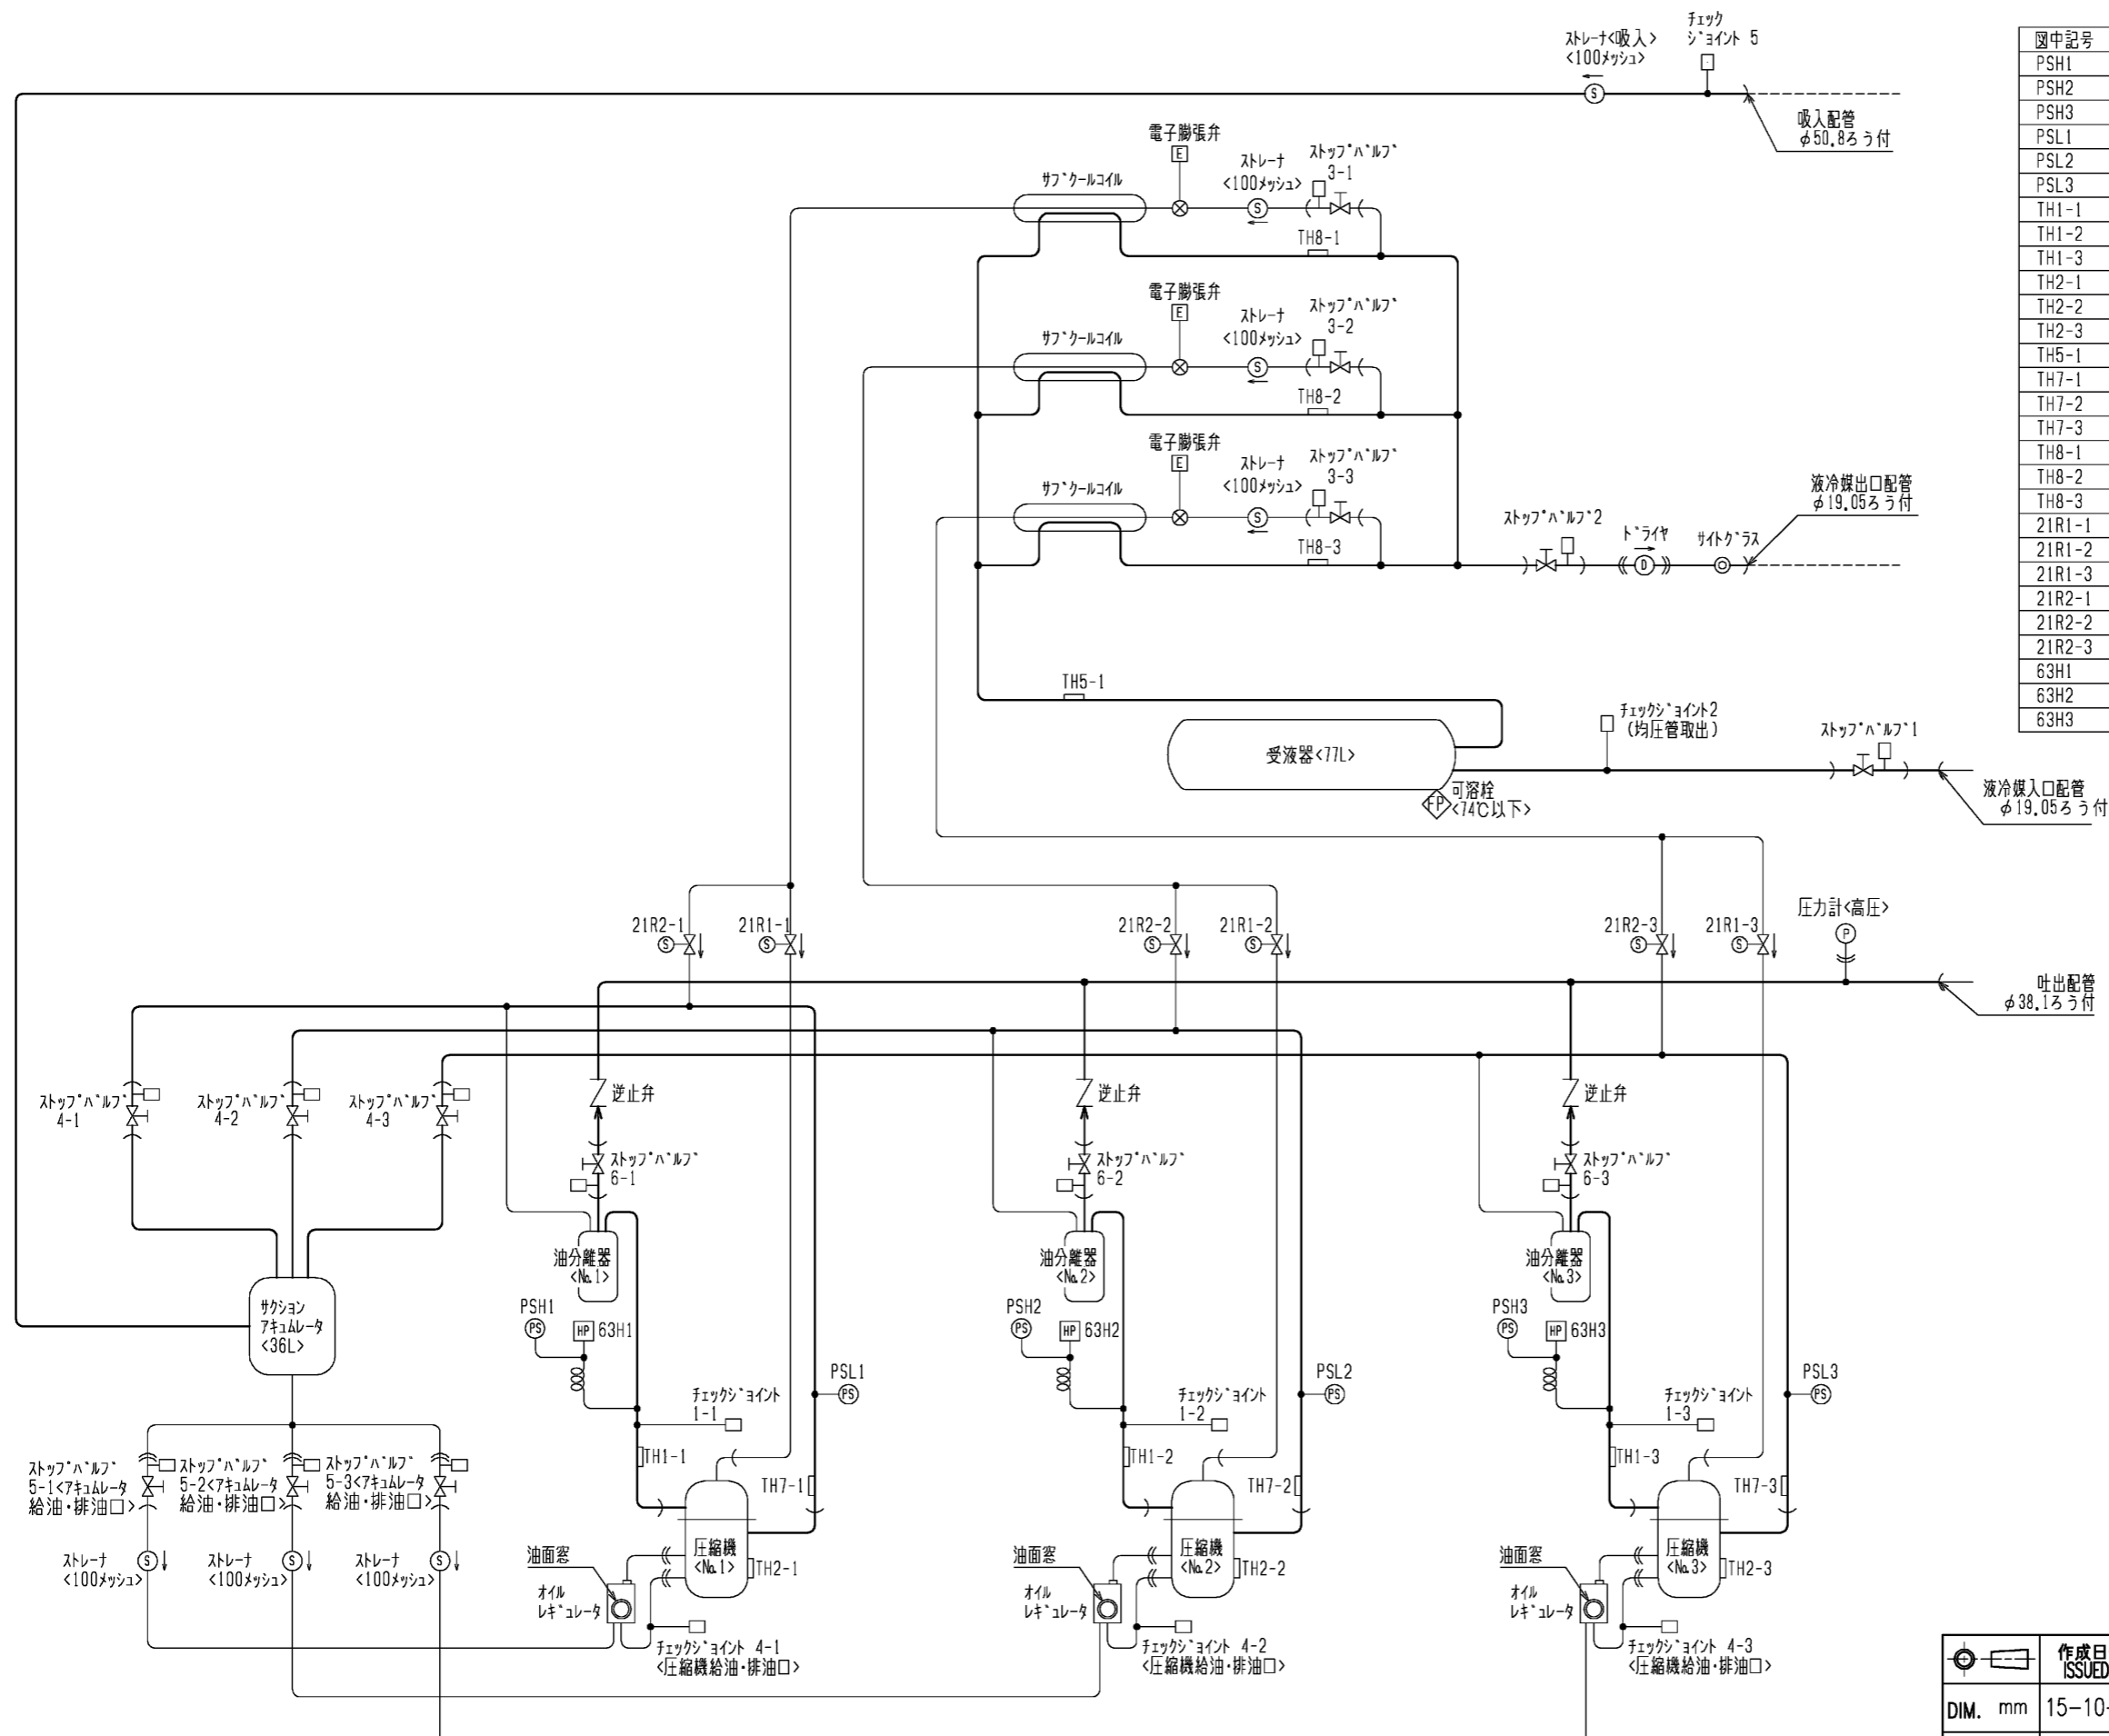 ストレーナ<吸入>
<100メッシュ>
チェック
ジョイント 5
吸入配管
φ50.8ろう付
図中記号
PSH1
PSH2
PSH3
PSL1
PSL2
PSL3
TH1-1
TH1-2
TH1-3
TH2-1
TH2-2
TH2-3
TH5-1
TH7-1
TH7-2
TH7-3
TH8-1
TH8-2
TH8-3
21R1-1
21R1-2
21R1-3
21R2-1
21R2-2
21R2-3
63H1
63H2
63H3
電子膨張弁
E
サブクールコイル
ストレーナ
<100メッシュ>
ストップバルブ
3-1
S
S
TH8-1
電子膨張弁
E
サブクールコイル
ストレーナ
<100メッシュ>
ストップバルブ
3-2
S
TH8-2
電子膨張弁
E
サブクールコイル
ストレーナ
<100メッシュ>
ストップバルブ
3-3
S
TH8-3
ストップバルブ2
ドライヤ
D
サイトグラス
液冷媒出口配管
φ19.05ろう付
TH5-1
受液器<77L>
FP
可溶栓
<74℃以下>
チェックジョイント2
(均圧管取出)
ストップバルブ1
液冷媒入口配管
φ19.05ろう付
21R2-1
S
21R1-1
S
21R2-2
S
21R1-2
S
21R2-3
S
21R1-3
S
圧力計<高圧>
P
吐出配管
φ38.1ろう付
ストップバルブ
4-1
ストップバルブ
4-2
ストップバルブ
4-3
逆止弁
逆止弁
逆止弁
ストップバルブ
6-1
ストップバルブ
6-2
ストップバルブ
6-3
油分離器
<No.1>
油分離器
<No.2>
油分離器
<No.3>
サクション
アキュムレータ
<36L>
PSH1
PS
HP
63H1
PSH2
PS
HP
63H2
PSH3
PS
HP
63H3
PSL1
PS
PSL2
PS
PSL3
PS
チェックジョイント
1-1
チェックジョイント
1-2
チェックジョイント
1-3
TH1-1
TH7-1
TH1-2
TH7-2
TH1-3
TH7-3
ストップバルブ
5-1<アキュムレータ
給油・排油口>
ストップバルブ
5-2<アキュムレータ
給油・排油口>
ストップバルブ
5-3<アキュムレータ
給油・排油口>
ストレーナ
<100メッシュ>
S
ストレーナ
<100メッシュ>
S
ストレーナ
<100メッシュ>
S
油面窓
オイル
レギュレータ
圧縮機
<No.1>
TH2-1
チェックジョイント 4-1
<圧縮機給油・排油口>
油面窓
オイル
レギュレータ
圧縮機
<No.2>
TH2-2
チェックジョイント 4-2
<圧縮機給油・排油口>
油面窓
オイル
レギュレータ
圧縮機
<No.3>
TH2-3
チェックジョイント 4-3
<圧縮機給油・排油口>
作成日
ISSUED
DIM. mm
15-10-